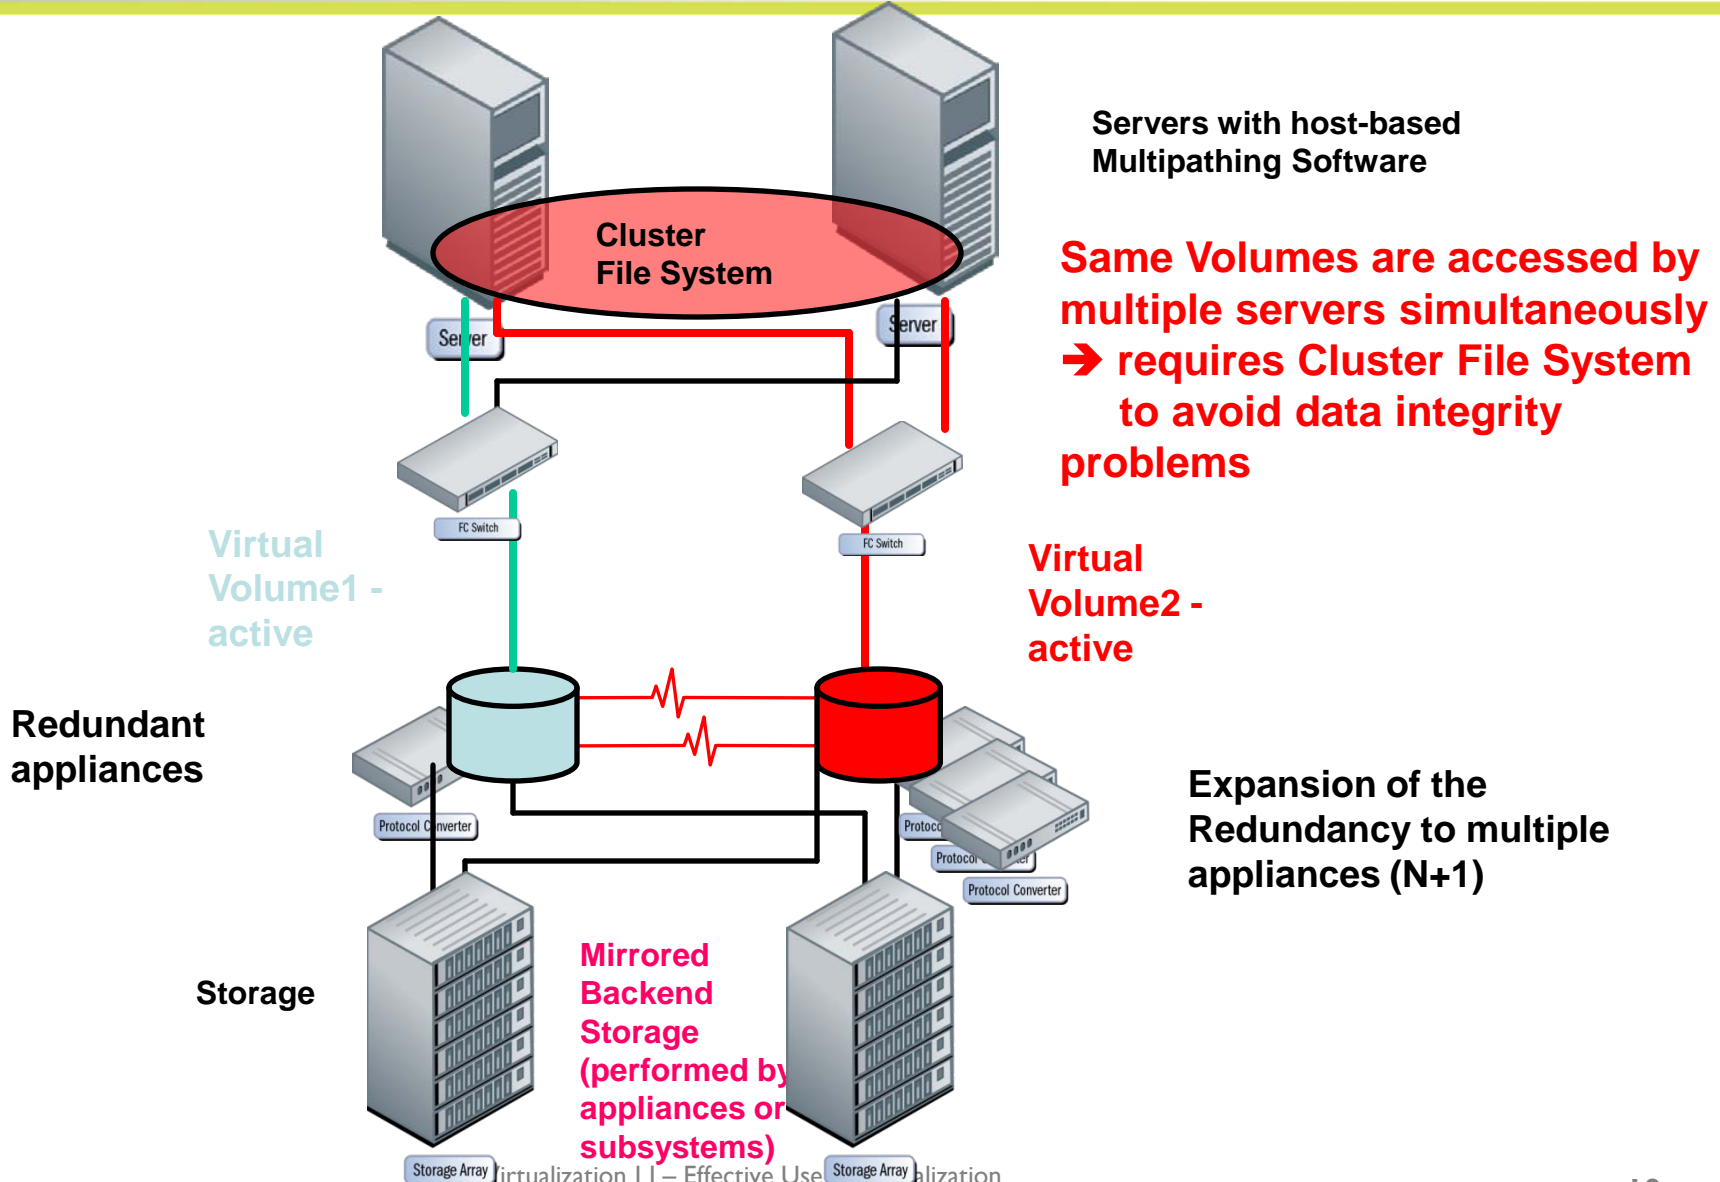 Servers with host-based
Multipathing Software
Cluster
File System
Same Volumes are accessed by
multiple servers simultaneously
➔ requires Cluster File System
to avoid data integrity
problems
Server
Server
FC Switch
FC Switch
Virtual
Volume1 -
active
Virtual
Volume2 -
active
Redundant
appliances
Protocol Converter
Protocol Converter
Expansion of the
Redundancy to multiple
appliances (N+1)
Storage
Mirrored
Backend
Storage
(performed by
appliances or
subsystems)
Storage Array
Storage Array
– Effective Use